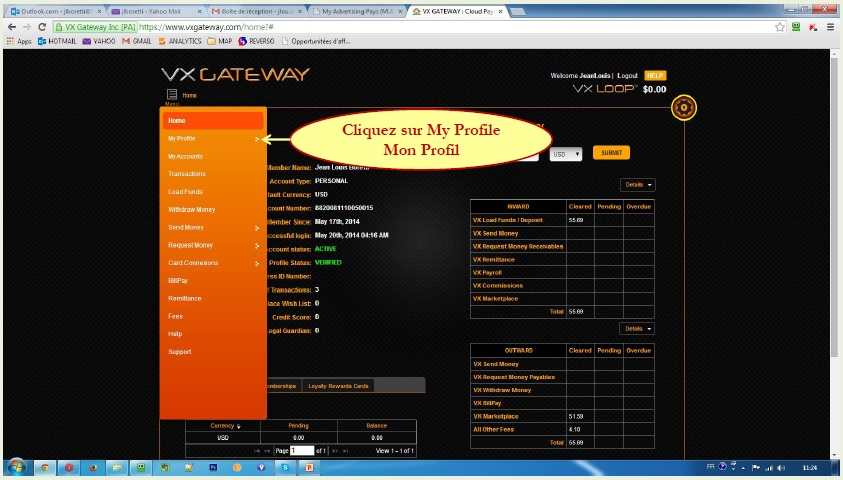 Outlook.com - jlboretti@
jlboretti - Yahoo Mail
Boîte de réception - jlou
My Advertising Pays (MA
VX GATEWAY : Cloud Pay
VX Gateway Inc [PA] https://www.vxgateway.com/home?#
Apps HOTMAIL YAHOO GMAIL ANALYTICS MAP REVERSO Opportunitées d'aff...
VX GATEWAY
Welcome JeanLouis | Logout HELP
VX LOOP™ $0.00
Home
Menu
Home
My Profile
My Accounts
Transactions
Load Funds
Withdraw Money
Send Money
Request Money
Card Connexions
BillPay
Remittance
Fees
Help
Support
Cliquez sur My Profile
Mon Profil
USD SUBMIT
Member Name: Jean Louis
Account Type: PERSONAL
fault Currency: USD
count Number: 8820081110050015
Member Since: May 17th, 2014
ccessful login: May 20th, 2014 04:16 AM
Account status: ACTIVE
Profile Status: VERIFIED
ess ID Number:
f Transactions: 3
lace Wish List: 0
Credit Score: 0
egal Guardian: 0
Details
INWARD Cleared Pending Overdue
VX Load Funds / Deposit 55.69
VX Send Money
VX Request Money Receivables
VX Remittance
VX Payroll
VX Commissions
VX Marketplace
Total 55.69
Details
OUTWARD Cleared Pending Overdue
VX Send Money
VX Request Money Payables
VX Withdraw Money
VX BillPay
VX Marketplace 51.59
All Other Fees 4.10
Total 55.69
emberships Loyalty Rewards Cards
Currency Pending Balance
USD 0.00 0.00
Page 1 of 1 View 1 - 1 of 1
FR 11:24